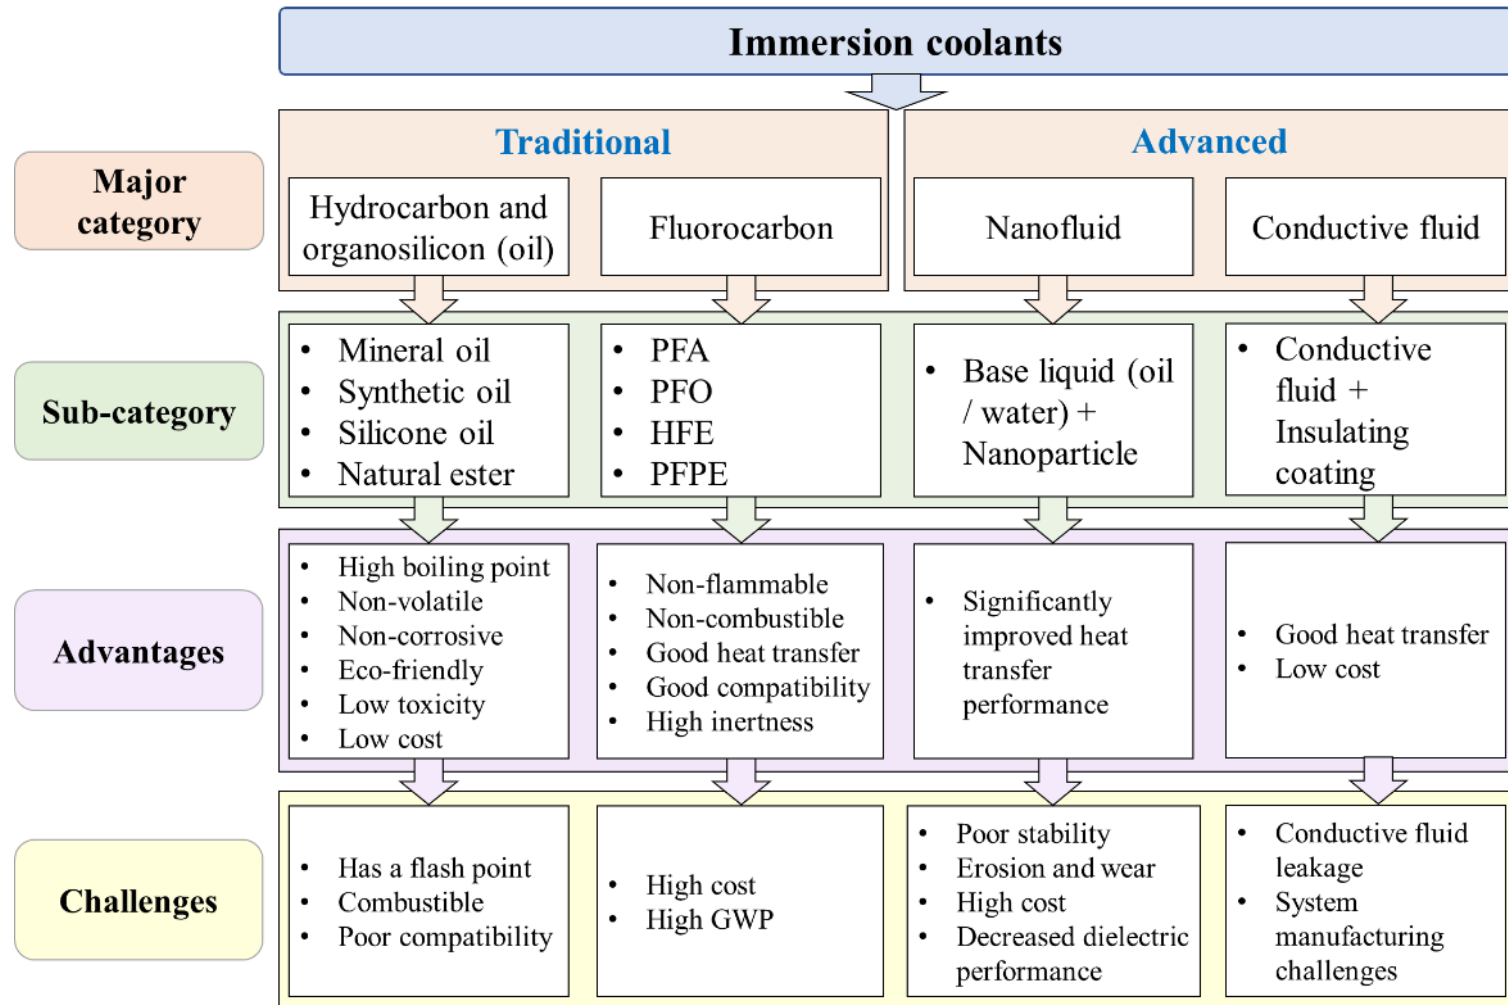 Immersion coolants
Traditional
Advanced
Major
category
Hydrocarbon and
organosilicon (oil)
Fluorocarbon
Nanofluid
Conductive fluid
Sub-category
• Mineral oil
• Synthetic oil
• Silicone oil
• Natural ester
• PFA
• PFO
• HFE
• PFPE
• Base liquid (oil
/ water) +
Nanoparticle
• Conductive
fluid +
Insulating
coating
Advantages
• High boiling point
• Non-volatile
• Non-corrosive
• Eco-friendly
• Low toxicity
• Low cost
• Non-flammable
• Non-combustible
• Good heat transfer
• Good compatibility
• High inertness
• Significantly
improved heat
transfer
performance
• Good heat transfer
• Low cost
Challenges
• Has a flash point
• Combustible
• Poor compatibility
• High cost
• High GWP
• Poor stability
• Erosion and wear
• High cost
• Decreased dielectric
performance
• Conductive fluid
leakage
• System
manufacturing
challenges